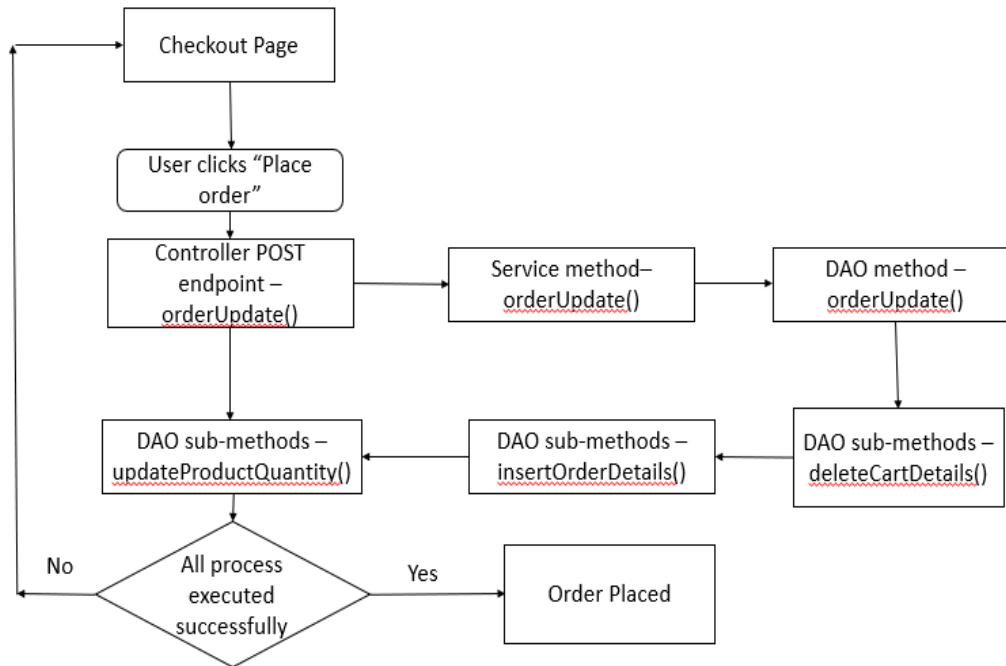 Checkout Page
User clicks “Place
order”
Controller POST
endpoint –
orderUpdate()
Service method–
orderUpdate()
DAO method –
orderUpdate()
DAO sub-methods –
updateProductQuantity()
DAO sub-methods –
insertOrderDetails()
DAO sub-methods –
deleteCartDetails()
No
All process
executed
successfully
Yes
Order Placed